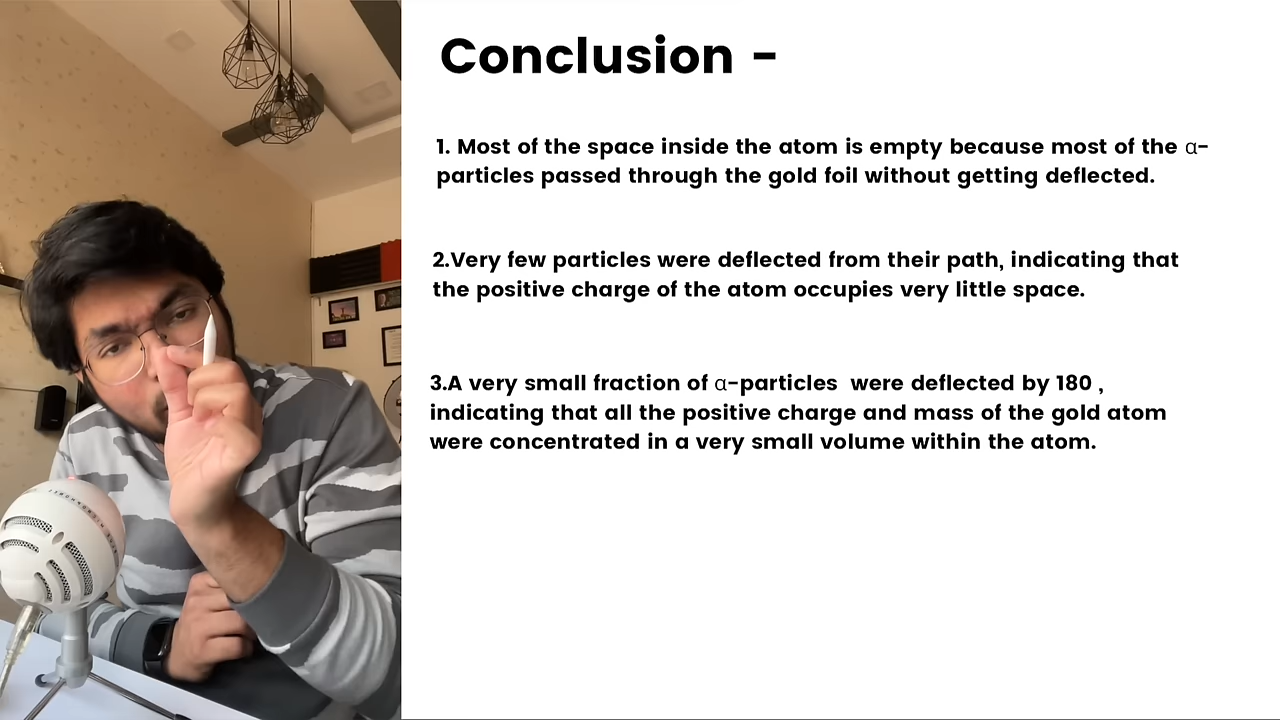 Conclusion -
1. Most of the space inside the atom is empty because most of the α-
particles passed through the gold foil without getting deflected.
2.Very few particles were deflected from their path, indicating that
the positive charge of the atom occupies very little space.
3.A very small fraction of α-particles  were deflected by 180 ,
indicating that all the positive charge and mass of the gold atom
were concentrated in a very small volume within the atom.